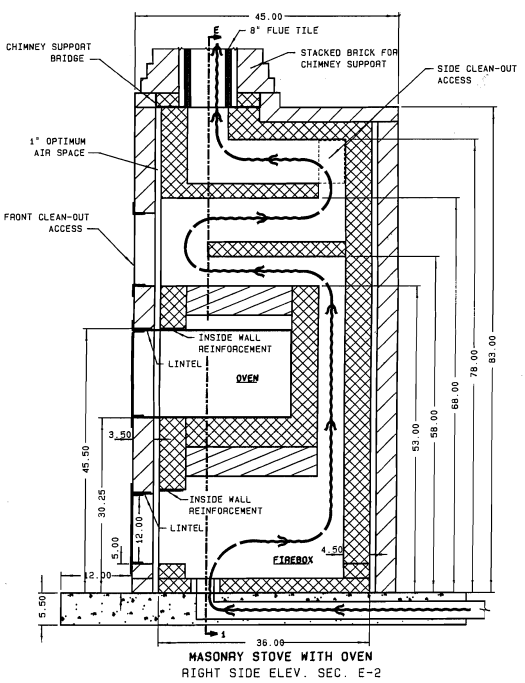 45.00
E
8" FLUE TILE
CHIMNEY SUPPORT
BRIDGE
STACKED BRICK FOR
CHIMNEY SUPPORT
SIDE CLEAN-OUT
ACCESS
1" OPTIMUM
AIR SPACE
FRONT CLEAN-OUT
ACCESS
INSIDE WALL
REINFORCEMENT
LINTEL
OVEN
3.50
45.50
30.25
INSIDE WALL
REINFORCEMENT
LINTEL
12.00
5.00
FIREBOX
4.50
12.00
5.50
53.00
58.00
68.00
78.00
83.00
36.00
1
MASONRY STOVE WITH OVEN
RIGHT SIDE ELEV. SEC. E-2